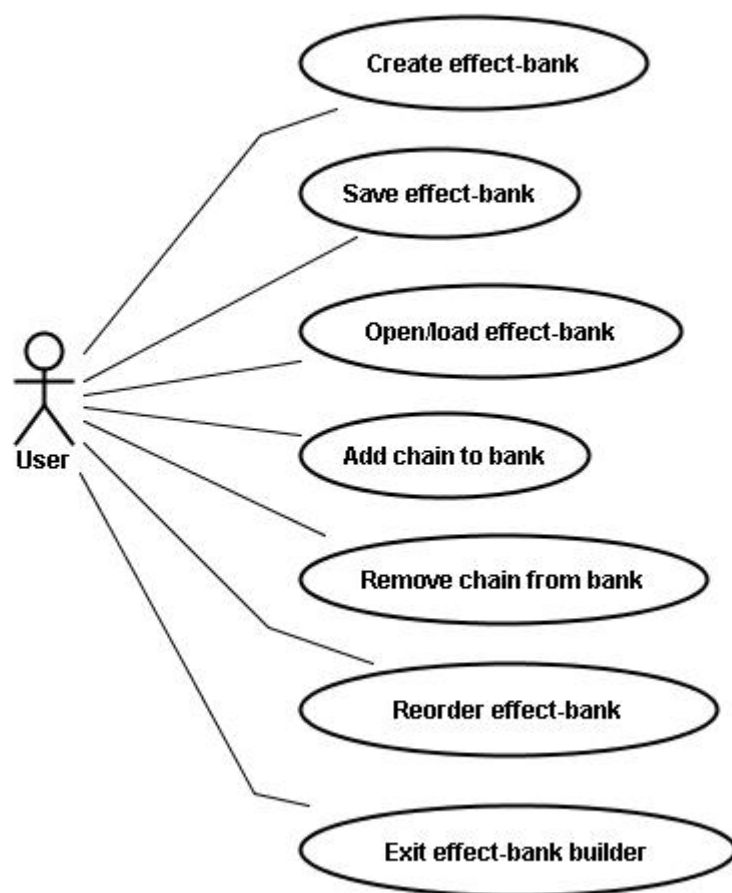 Create effect-bank
Save effect-bank
Open/load effect-bank
Add chain to bank
User
Remove chain from bank
Reorder effect-bank
Exit effect-bank builder